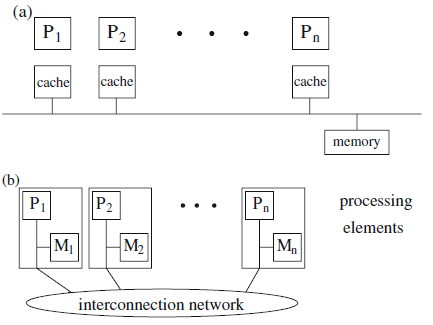 (a)
P1 P2 . . . Pn
cache cache cache
memory
(b)
P1 P2 . . . Pn processing
M1 M2 Mn elements
interconnection network